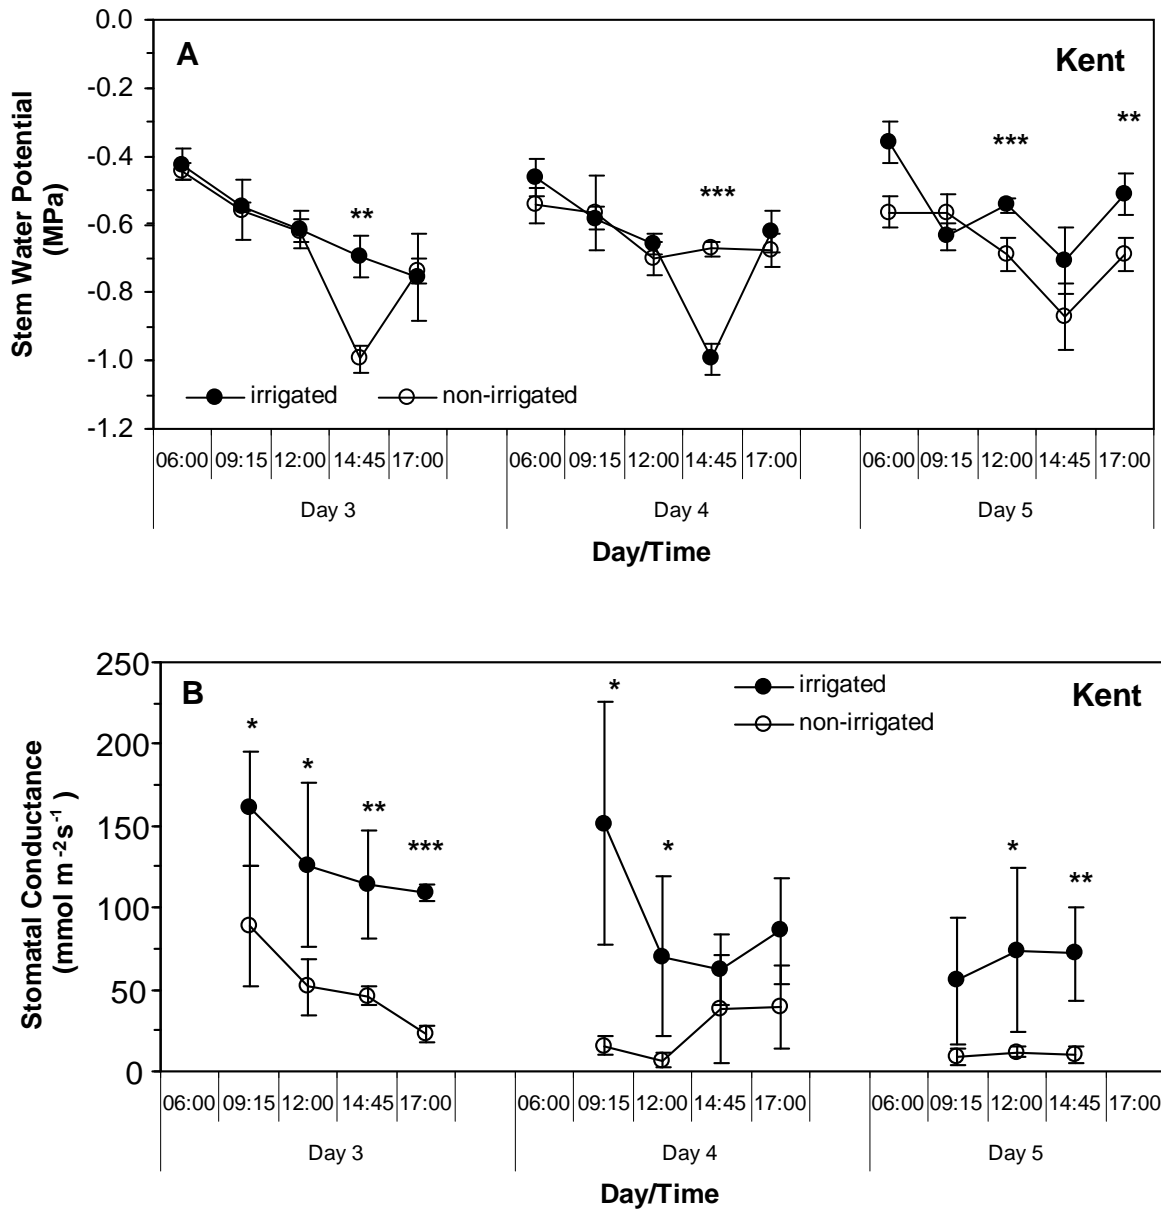 0.0
A
Kent
-0.2
***
**
-0.4
**
***
-0.6
-0.8
-1.0
irrigated
non-irrigated
-1.2
Stem Water Potential
(MPa)
06:00 09:15 12:00 14:45 17:00 06:00 09:15 12:00 14:45 17:00 06:00 09:15 12:00 14:45 17:00
Day 3 Day 4 Day 5
Day/Time
250
B
*
irrigated
Kent
*
non-irrigated
200
*
150
**
***
*
*
**
100
50
0
Stomatal Conductance
(mmol m⁻²s⁻¹ )
06:00 09:15 12:00 14:45 17:00 06:00 09:15 12:00 14:45 17:00 06:00 09:15 12:00 14:45 17:00
Day 3 Day 4 Day 5
Day/Time